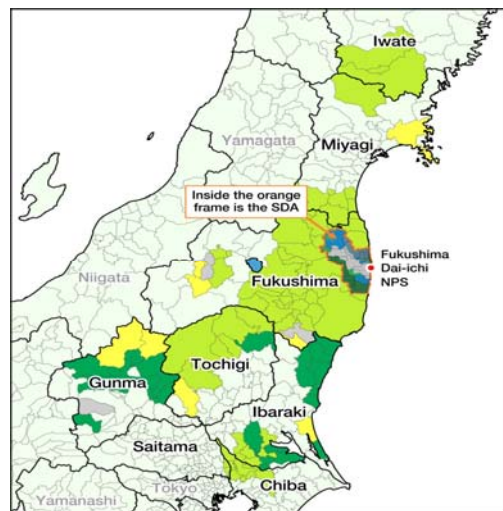 Iwate
Yamagata
Miyagi
Inside the orange
frame is the SDA
Fukushima
Dai-ichi
NPS
Niigata
Fukushima
Tochigi
Gunma
Ibaraki
Saitama
Tokyo
Chiba
Yamanashi